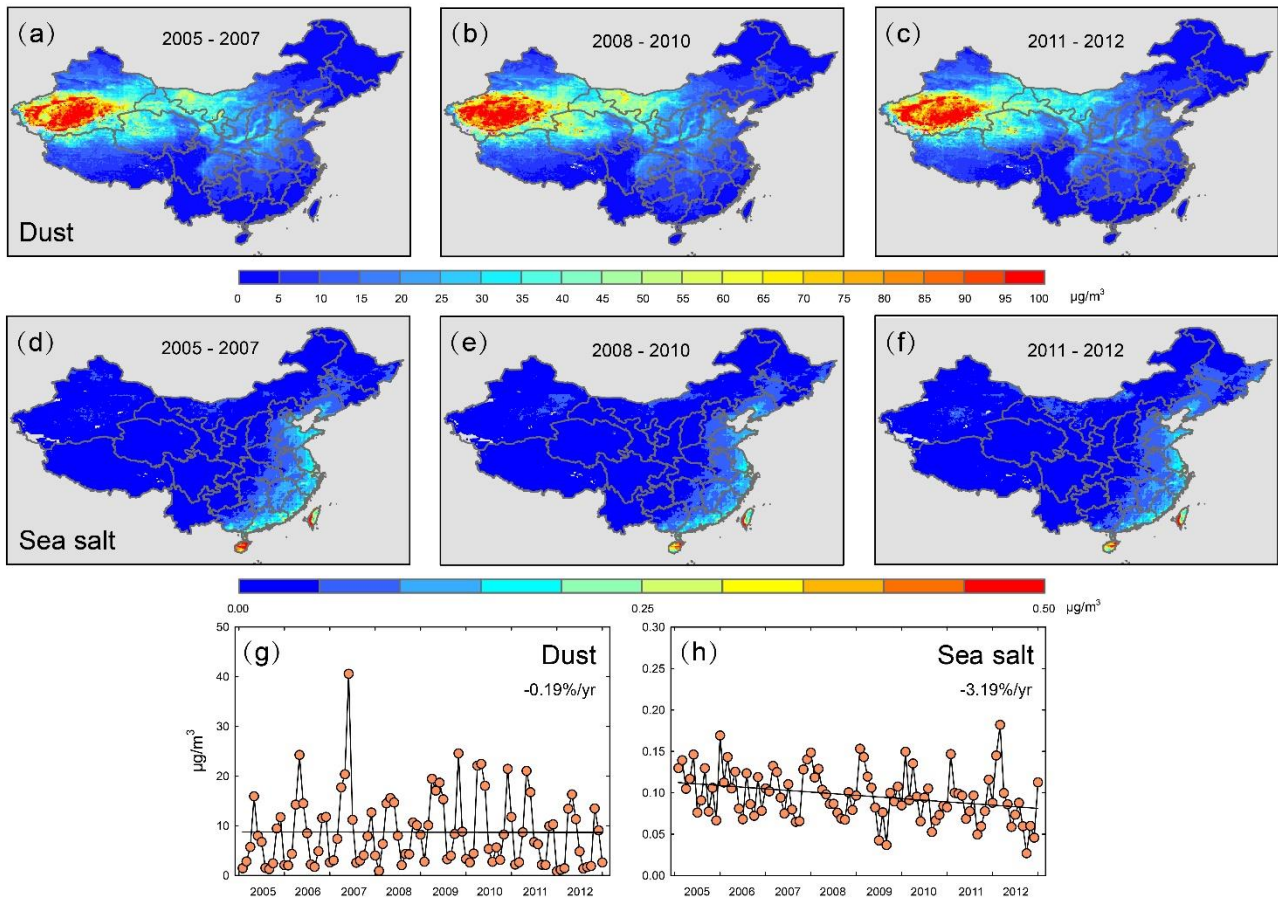 (a) 2005 - 2007
(b) 2008 - 2010
(c) 2011 - 2012
Dust
0 5 10 15 20 25 30 35 40 45 50 55 60 65 70 75 80 85 90 95 100 μg/m³
(d) 2005 - 2007
(e) 2008 - 2010
(f) 2011 - 2012
Sea salt
0.00 0.25 0.50 μg/m³
(g) Dust
-0.19%/yr
μg/m³
50
40
30
20
10
0
2005 2006 2007 2008 2009 2010 2011 2012
(h) Sea salt
-3.19%/yr
0.30
0.25
0.20
0.15
0.10
0.05
0.00
2005 2006 2007 2008 2009 2010 2011 2012